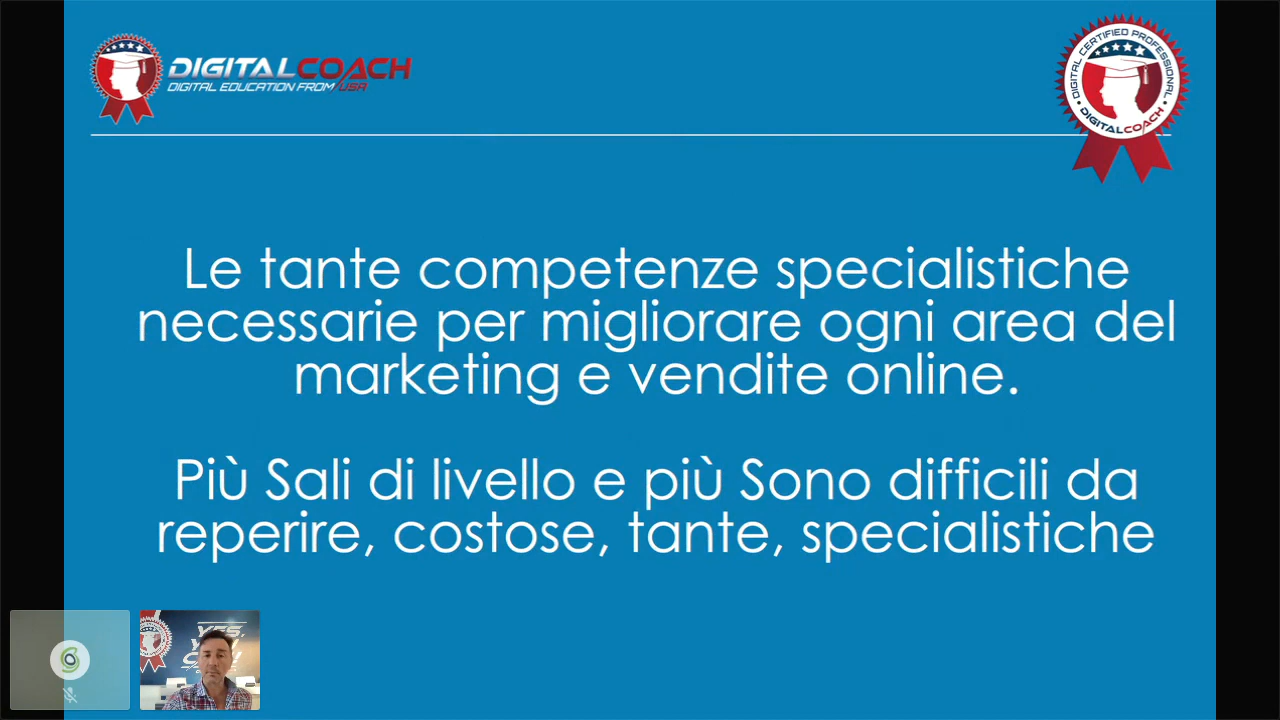 DIGITALCOACH
DIGITAL EDUCATION FROM USA
DIGITAL CERTIFIED PROFESSIONAL
DIGITALCOACH
Le tante competenze specialistiche
necessarie per migliorare ogni area del
marketing e vendite online.
Più Sali di livello e più Sono difficili da
reperire, costose, tante, specialistiche
YES,